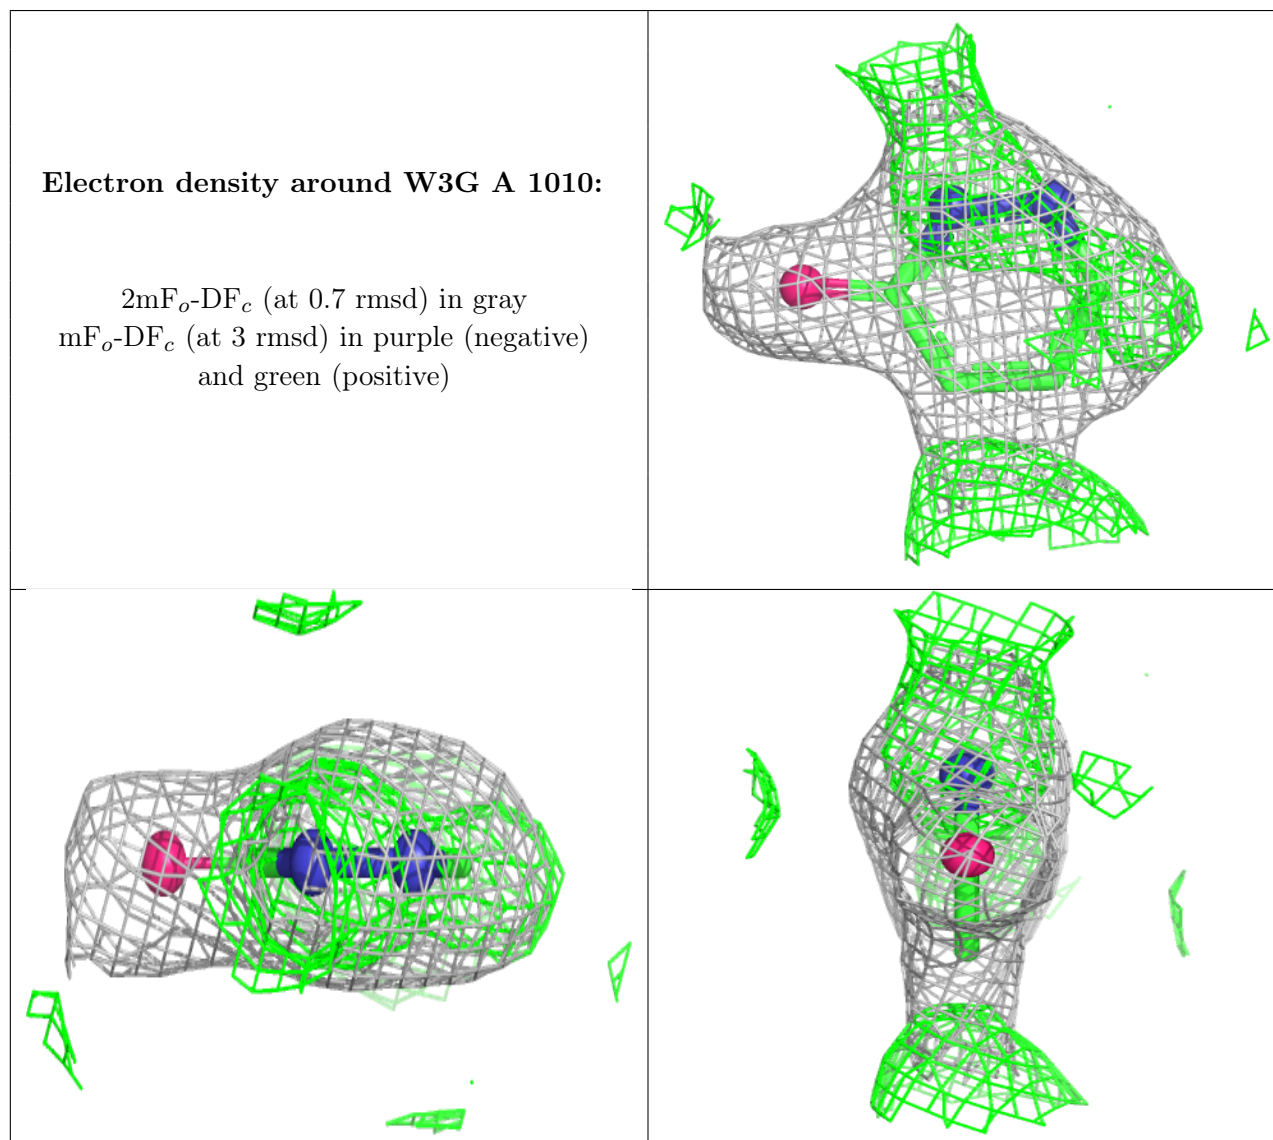 Electron density around W3G A 1010:
2mFo-DFc (at 0.7 rmsd) in gray
mFo-DFc (at 3 rmsd) in purple (negative)
and green (positive)